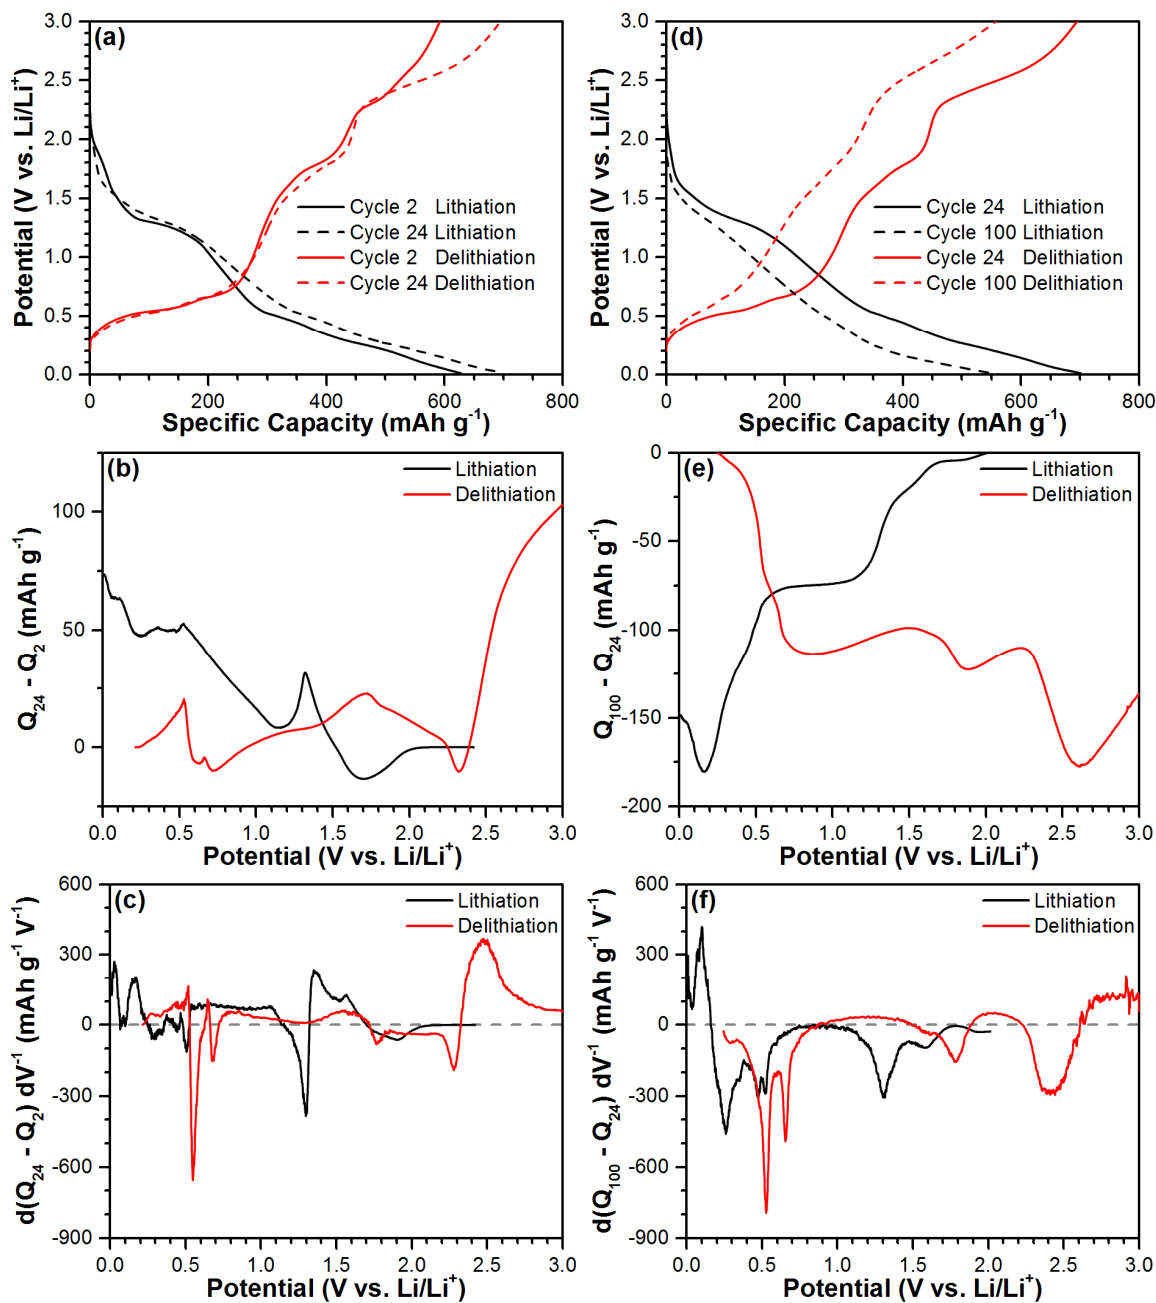 (a)
3.0
2.5
2.0
1.5
1.0
0.5
0.0
Potential (V vs. Li/Li⁺)
Cycle 2 Lithiation
Cycle 24 Lithiation
Cycle 2 Delithiation
Cycle 24 Delithiation
0 200 400 600 800
Specific Capacity (mAh g⁻¹)
(d)
3.0
2.5
2.0
1.5
1.0
0.5
0.0
Potential (V vs. Li/Li⁺)
Cycle 24 Lithiation
Cycle 100 Lithiation
Cycle 24 Delithiation
Cycle 100 Delithiation
0 200 400 600 800
Specific Capacity (mAh g⁻¹)
(b)
Lithiation
Delithiation
100
50
0
Q₂₄ - Q₂ (mAh g⁻¹)
0.0 0.5 1.0 1.5 2.0 2.5 3.0
Potential (V vs. Li/Li⁺)
(e)
Lithiation
Delithiation
0
-50
-100
-150
-200
Q₁₀₀ - Q₂₄ (mAh g⁻¹)
0.0 0.5 1.0 1.5 2.0 2.5 3.0
Potential (V vs. Li/Li⁺)
(c)
Lithiation
Delithiation
600
300
0
-300
-600
-900
d(Q₂₄ - Q₂) dV⁻¹ (mAh g⁻¹ V⁻¹)
0.0 0.5 1.0 1.5 2.0 2.5 3.0
Potential (V vs. Li/Li⁺)
(f)
Lithiation
Delithiation
600
300
0
-300
-600
-900
d(Q₁₀₀ - Q₂₄) dV⁻¹ (mAh g⁻¹ V⁻¹)
0.0 0.5 1.0 1.5 2.0 2.5 3.0
Potential (V vs. Li/Li⁺)